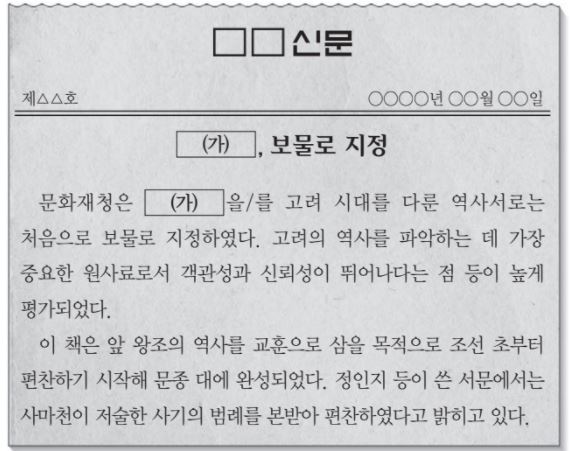 □□신문
제△△호 ○○○○년 ○○월 ○○일
(가) , 보물로 지정
문화재청은 (가) 을/를 고려 시대를 다룬 역사서로는
처음으로 보물로 지정하였다. 고려의 역사를 파악하는 데 가장
중요한 원사료로서 객관성과 신뢰성이 뛰어나다는 점 등이 높게
평가되었다.
이 책은 앞 왕조의 역사를 교훈으로 삼을 목적으로 조선 초부터
편찬하기 시작해 문종 대에 완성되었다. 정인지 등이 쓴 서문에서는
사마천이 저술한 사기의 범례를 본받아 편찬하였다고 밝히고 있다.